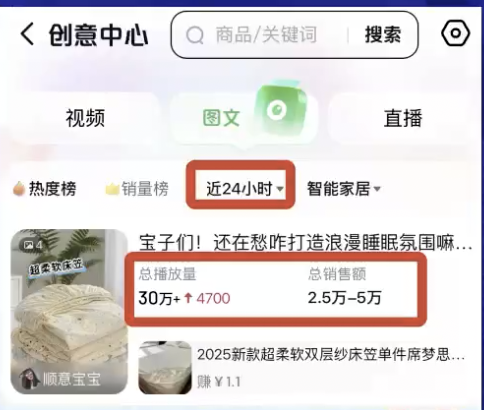 创意中心
商品/关键词
搜索
视频
图文
直播
热度榜
销量榜
近24小时
智能家居
4
宝子们！还在愁咋打造浪漫睡眠氛围嘛...
超柔软床笠
总播放量
总销售额
30万+ 4700
2.5万-5万
2025新款超柔软双层纱床笠单件席梦思...
顺意宝宝
赚￥1.1